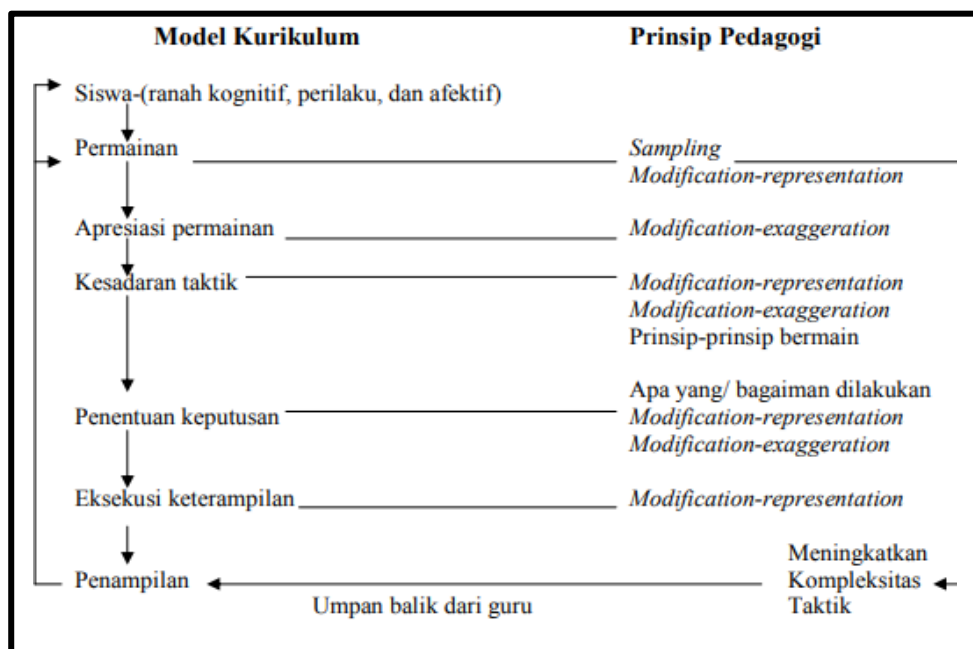 Model Kurikulum Prinsip Pedagogi
Siswa-(ranah kognitif, perilaku, dan afektif)
Permainan Sampling
Modification-representation
Apresiasi permainan Modification-exaggeration
Kesadaran taktik Modification-representation
Modification-exaggeration
Prinsip-prinsip bermain
Apa yang/ bagaiman dilakukan
Penentuan keputusan Modification-representation
Modification-exaggeration
Eksekusi keterampilan Modification-representation
Meningkatkan
Penampilan Kompleksitas
Umpan balik dari guru Taktik